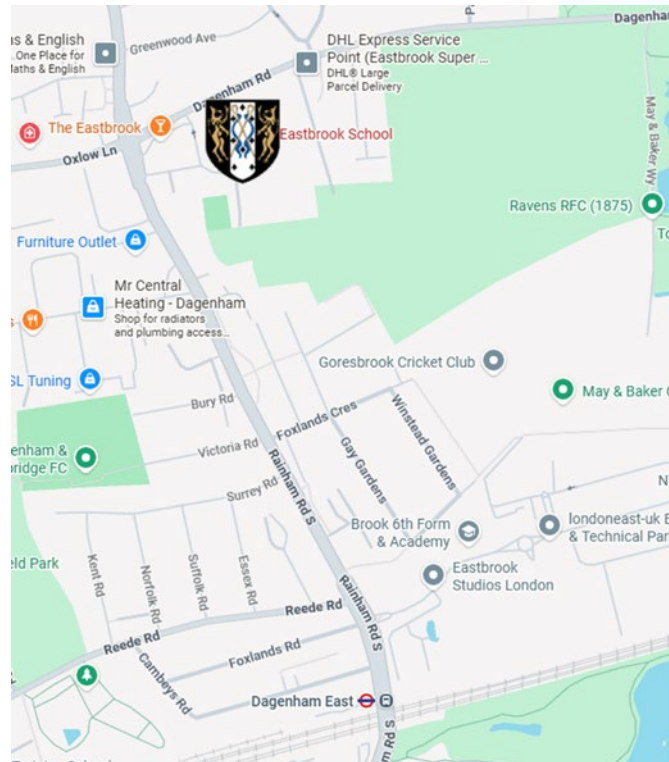 Greenwood Ave
s & English
One Place for
Maths & English
DHL Express Service
Point (Eastbrook Super ...
DHL® Large
Parcel Delivery
Dagenham Rd
Dagenham
The Eastbrook
Eastbrook School
Oxlow Ln
May & Baker Wy
Ravens RFC (1875)
To
Furniture Outlet
Mr Central
Heating - Dagenham
Shop for radiators
and plumbing access...
s
SL Tuning
Goresbrook Cricket Club
May & Baker
Bury Rd
Foxlands Cres
Winstead Gardens
Gay Gardens
enham &
bridge FC
Victoria Rd
Rainham Rd S
Surrey Rd
Brook 6th Form
& Academy
londoneast-uk B
& Technical Par
Eastbrook
Studios London
eld Park
Kent Rd
Norfolk Rd
Suffolk Rd
Essex Rd
Rainham Rd S
Reede Rd
Reede Rd
Foxlands Rd
Cambeys Rd
Dagenham East
m Rd S